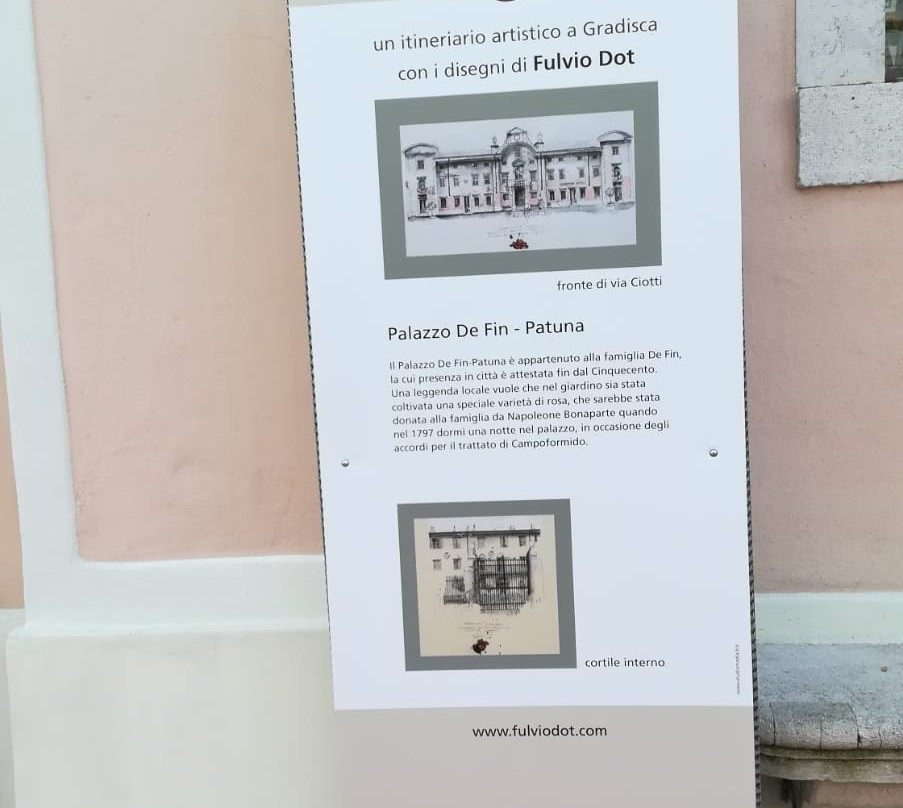 un itineriario artistico a Gradisca
con i disegni di Fulvio Dot
fronte di via Ciotti
Palazzo De Fin - Patuna
Il Palazzo De Fin-Patuna è appartenuto alla famiglia De Fin,
la cui presenza in città è attestata fin dal Cinquecento.
Una leggenda locale vuole che nel giardino sia stata
coltivata una speciale varietà di rosa, che sarebbe stata
donata alla famiglia da Napoleone Bonaparte quando
nel 1797 dormì una notte nel palazzo, in occasione degli
accordi per il trattato di Campoformido.
cortile interno
www.fulviodot.com